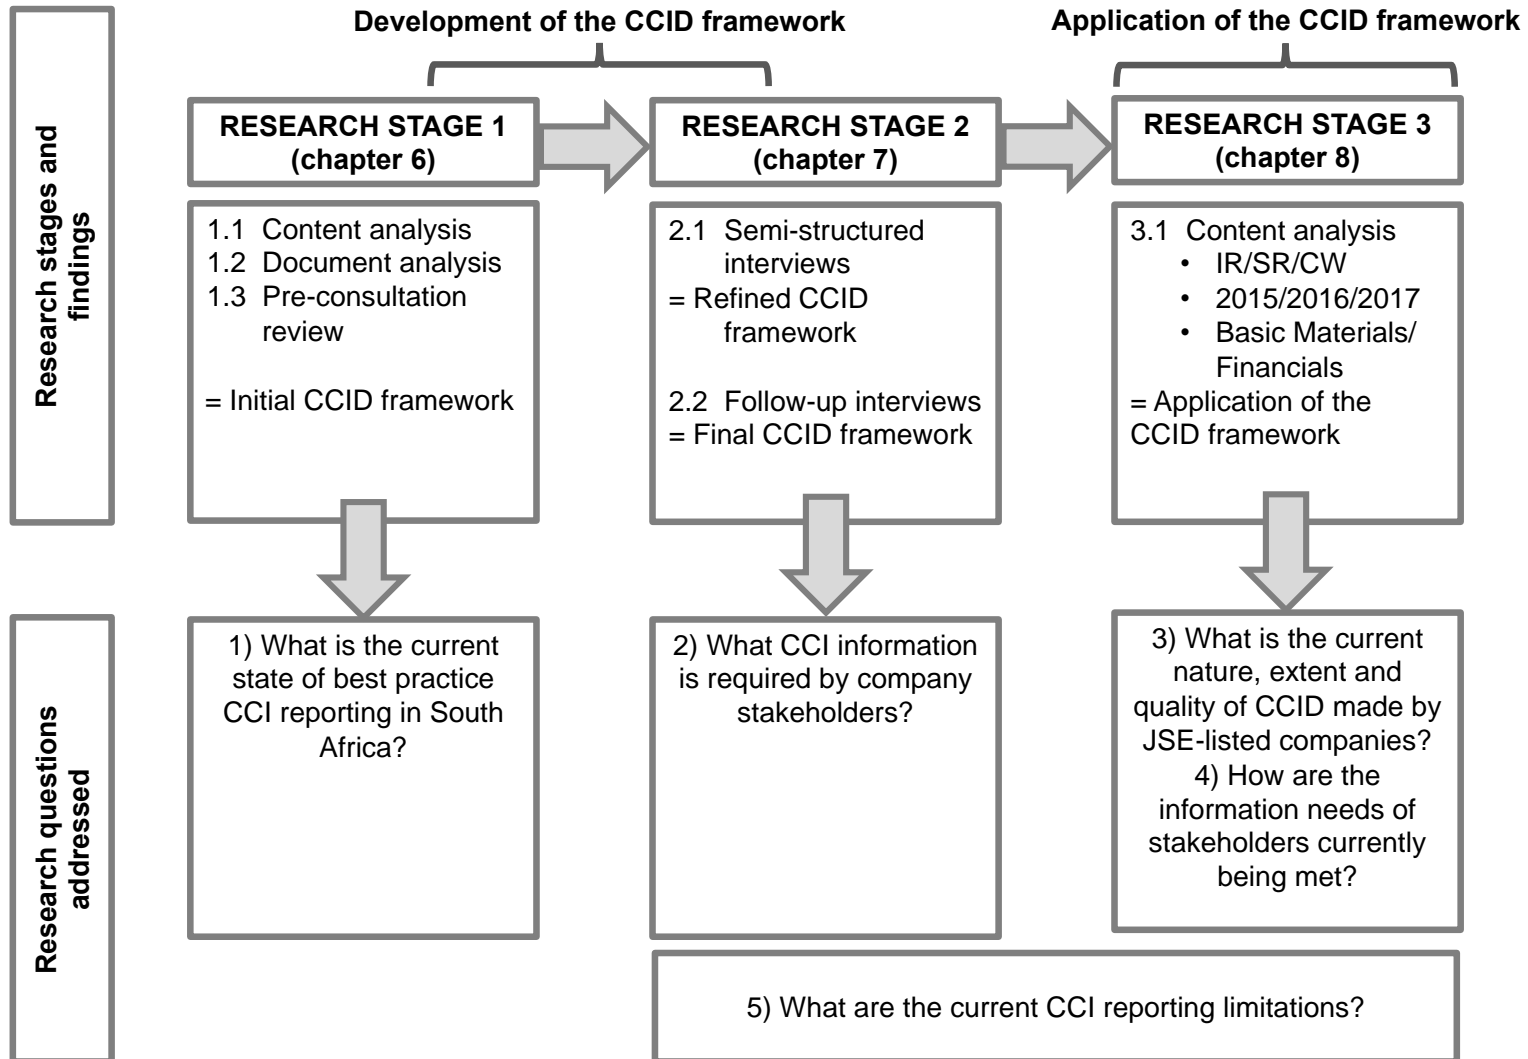 Development of the CCID framework
Application of the CCID framework
Research stages and
findings
RESEARCH STAGE 1
(chapter 6)
RESEARCH STAGE 2
(chapter 7)
RESEARCH STAGE 3
(chapter 8)
1.1 Content analysis
1.2 Document analysis
1.3 Pre-consultation
review
= Initial CCID framework
2.1 Semi-structured
interviews
= Refined CCID
framework
2.2 Follow-up interviews
= Final CCID framework
3.1 Content analysis
• IR/SR/CW
• 2015/2016/2017
• Basic Materials/
Financials
= Application of the
CCID framework
Research questions
addressed
1) What is the current
state of best practice
CCI reporting in South
Africa?
2) What CCI information
is required by company
stakeholders?
3) What is the current
nature, extent and
quality of CCID made by
JSE-listed companies?
4) How are the
information needs of
stakeholders currently
being met?
5) What are the current CCI reporting limitations?